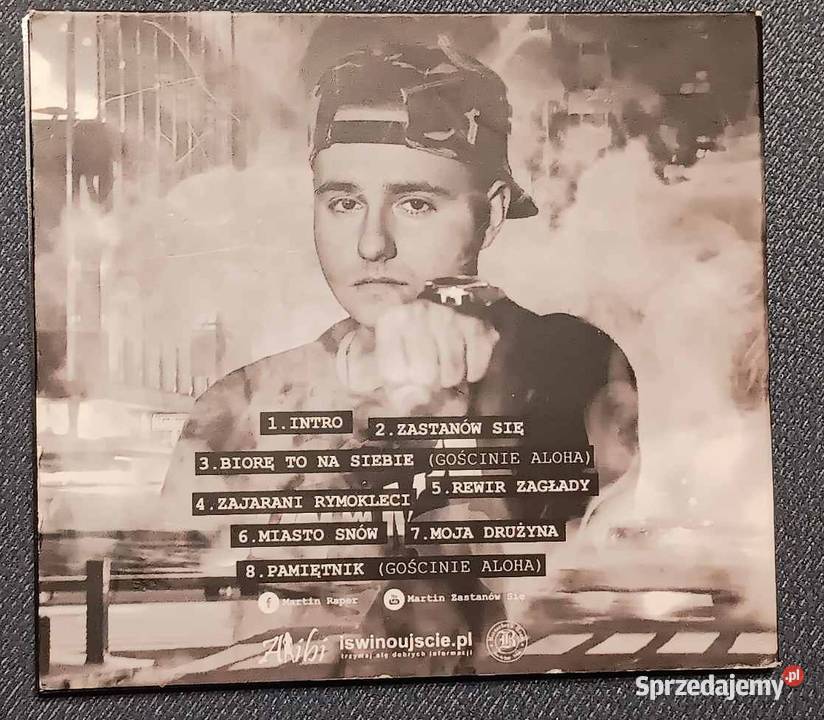 1.INTRO 2.ZASTANÓW SIĘ
3.BIORĘ TO NA SIEBIE (GOŚCINIE ALOHA)
4.ZAJARANI RYMOKLECI 5.REWIR ZAGŁADY
6.MIASTO SNÓW 7.MOJA DRUŻYNA
8.PAMIĘTNIK (GOŚCINIE ALOHA)
Martin Raper Martin Zastanów Się
Alibi iswinoujscie.pl B
trzymaj się dobrych informacji
Sprzedajemy.pl